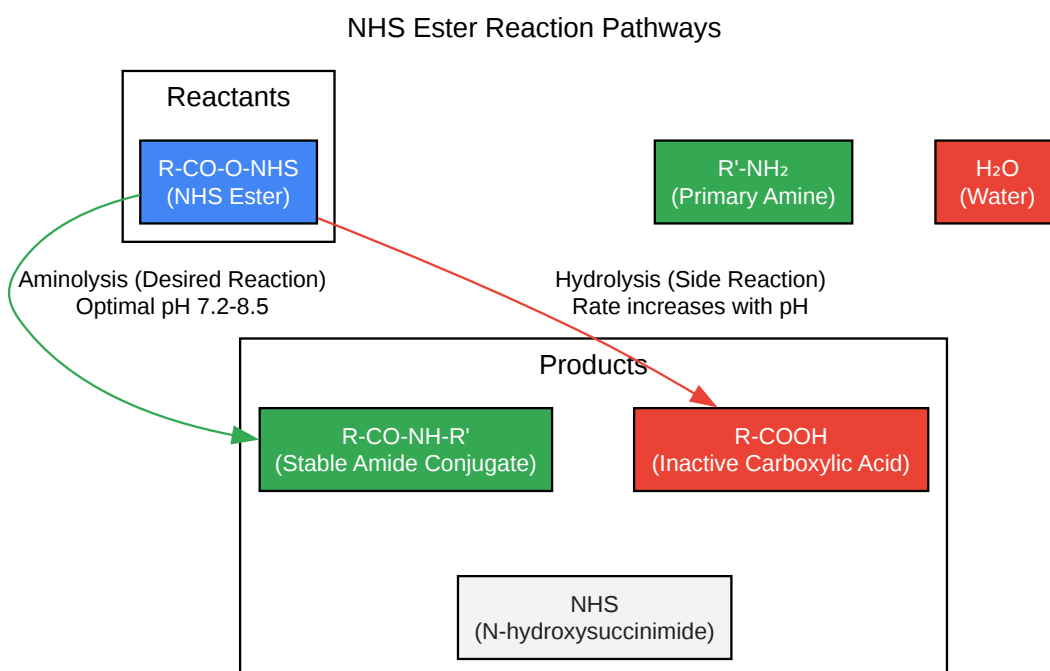 NHS Ester Reaction Pathways
Reactants
R-CO-O-NHS
(NHS Ester)
R'-NH₂
(Primary Amine)
H₂O
(Water)
Aminolysis (Desired Reaction)
Optimal pH 7.2-8.5
Hydrolysis (Side Reaction)
Rate increases with pH
Products
R-CO-NH-R'
(Stable Amide Conjugate)
R-COOH
(Inactive Carboxylic Acid)
NHS
(N-hydroxysuccinimide)